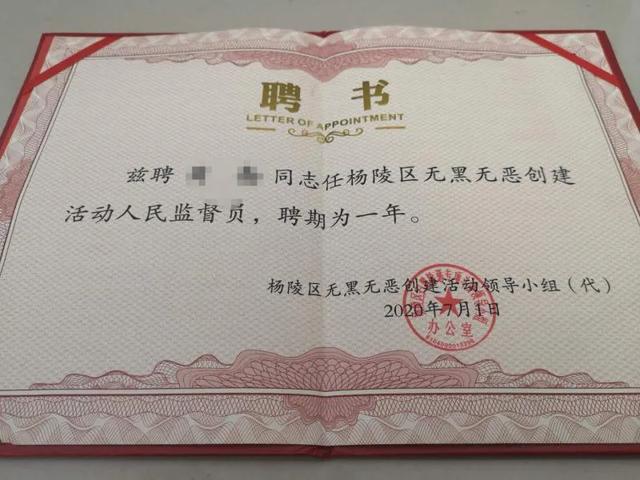 聘 书
LETTER OF APPOINTMENT
兹聘 同志任杨陵区无黑无恶创建
活动人民监督员，聘期为一年。
杨陵区无黑无恶创建活动领导小组（代）
2020年7月1日
办公室